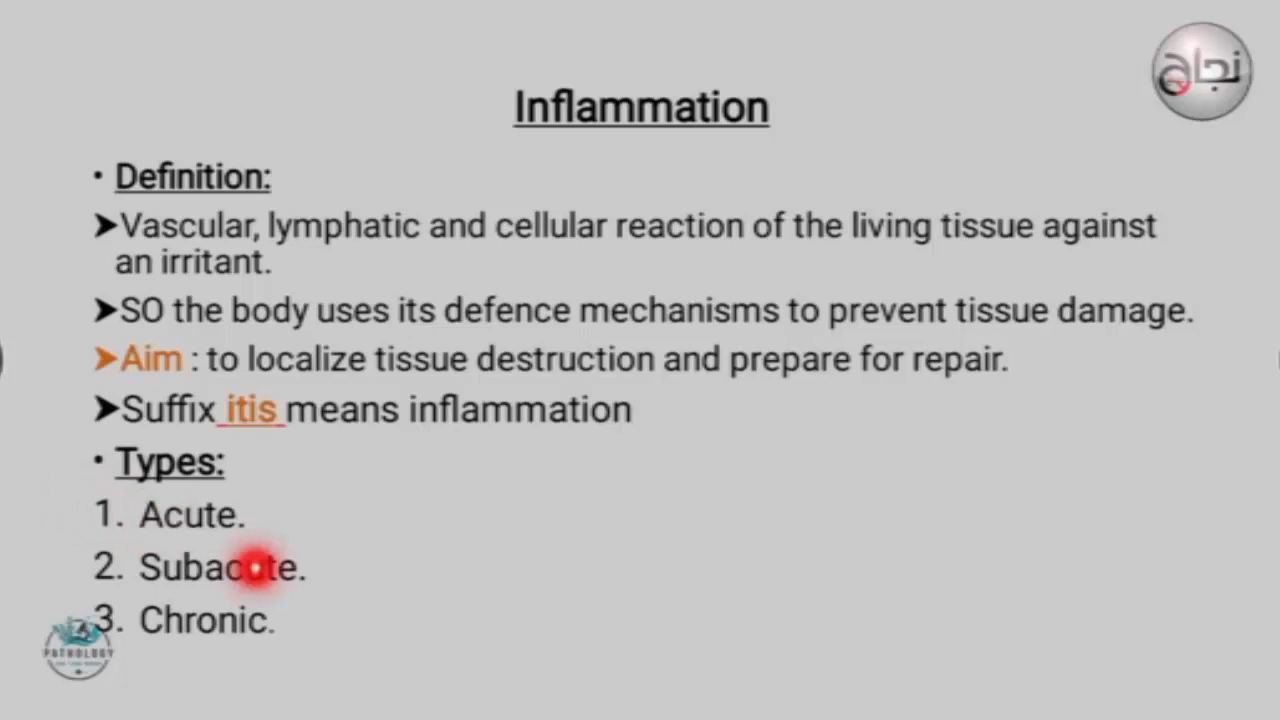 نجاح
Inflammation
• Definition:
➤Vascular, lymphatic and cellular reaction of the living tissue against
an irritant.
➤SO the body uses its defence mechanisms to prevent tissue damage.
➤Aim : to localize tissue destruction and prepare for repair.
➤Suffix itis means inflammation
• Types:
1. Acute.
2. Subacute.
3. Chronic.
PATHOLOGY